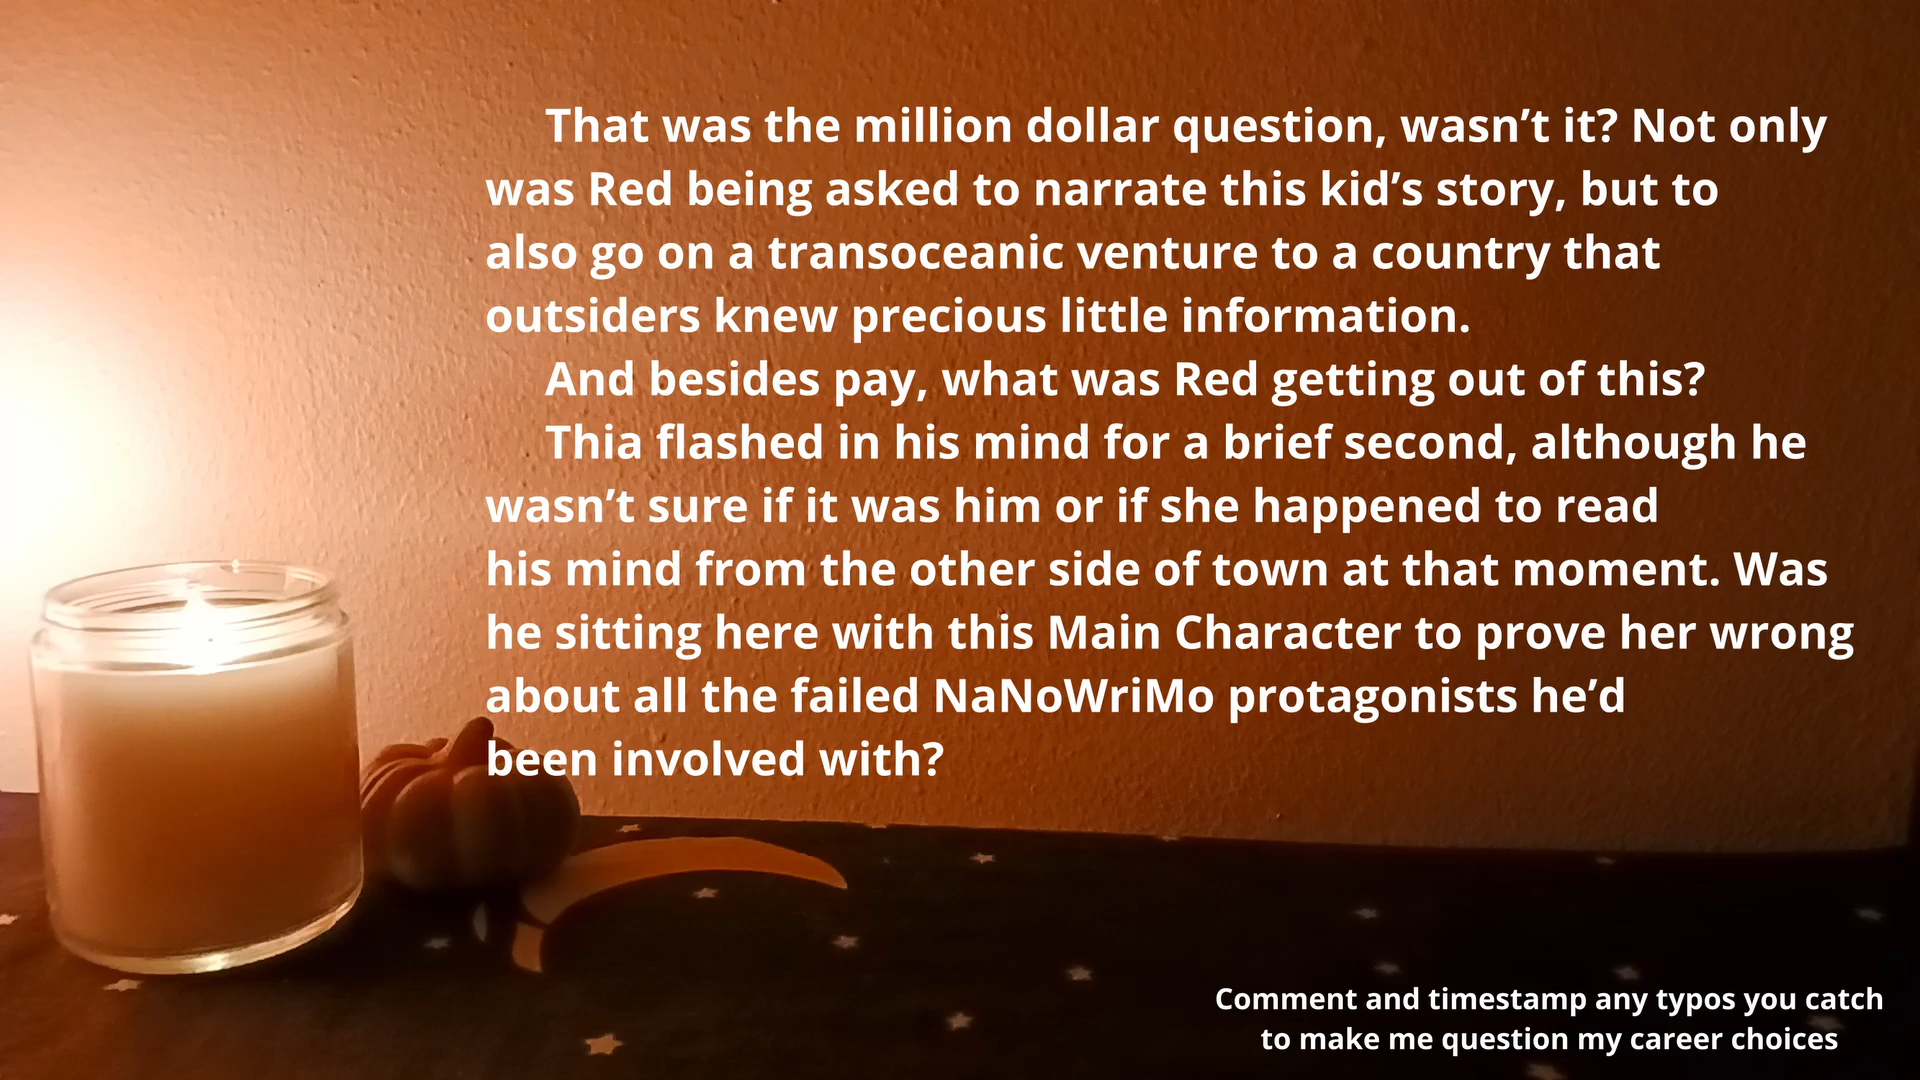 That was the million dollar question, wasn’t it? Not only
was Red being asked to narrate this kid’s story, but to
also go on a transoceanic venture to a country that
outsiders knew precious little information.
And besides pay, what was Red getting out of this?
Thia flashed in his mind for a brief second, although he
wasn’t sure if it was him or if she happened to read
his mind from the other side of town at that moment. Was
he sitting here with this Main Character to prove her wrong
about all the failed NaNoWriMo protagonists he’d
been involved with?
Comment and timestamp any typos you catch
to make me question my career choices